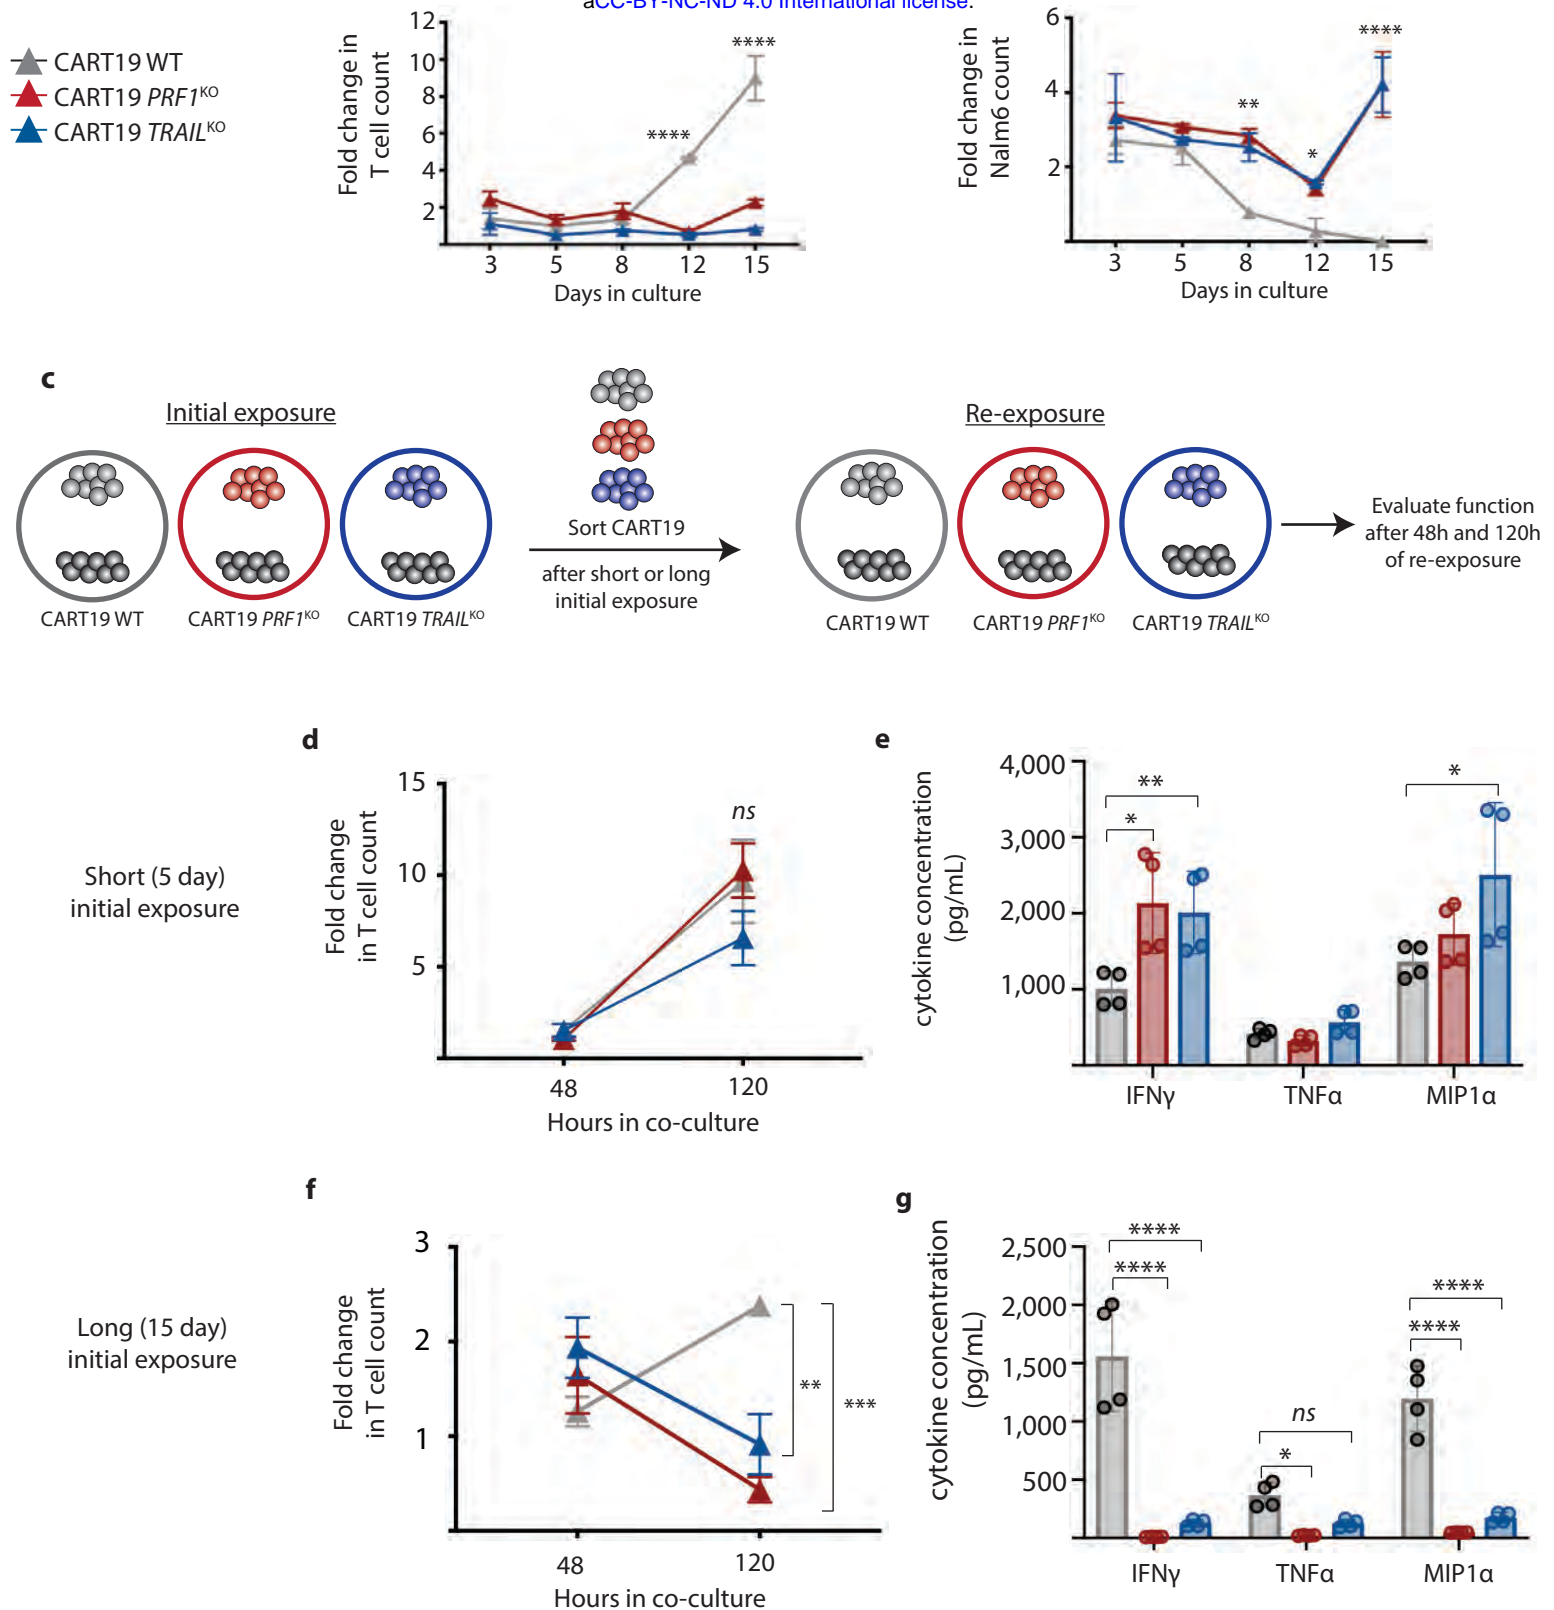 aCC-BY-NC-ND 4.0 International license.
CART19 WT
CART19 PRF1KO
CART19 TRAILKO
Fold change in
T cell count
12
10
8
6
4
2
****
****
3 5 8 12 15
Days in culture
Fold change in
Nalm6 count
6
4
2
**
*
****
3 5 8 12 15
Days in culture
c
Initial exposure
CART19 WT
CART19 PRF1KO
CART19 TRAILKO
Sort CART19
after short or long
initial exposure
Re-exposure
CART19 WT
CART19 PRF1KO
CART19 TRAILKO
Evaluate function
after 48h and 120h
of re-exposure
Short (5 day)
initial exposure
d
Fold change
in T cell count
15
10
5
ns
48 120
Hours in co-culture
e
cytokine concentration
(pg/mL)
4,000
3,000
2,000
1,000
**
*
*
IFNγ TNFα MIP1α
Long (15 day)
initial exposure
f
Fold change
in T cell count
3
2
1
**
***
48 120
Hours in co-culture
g
cytokine concentration
(pg/mL)
2,500
2,000
1,500
1,000
500
****
****
ns
*
****
****
IFNγ TNFα MIP1α